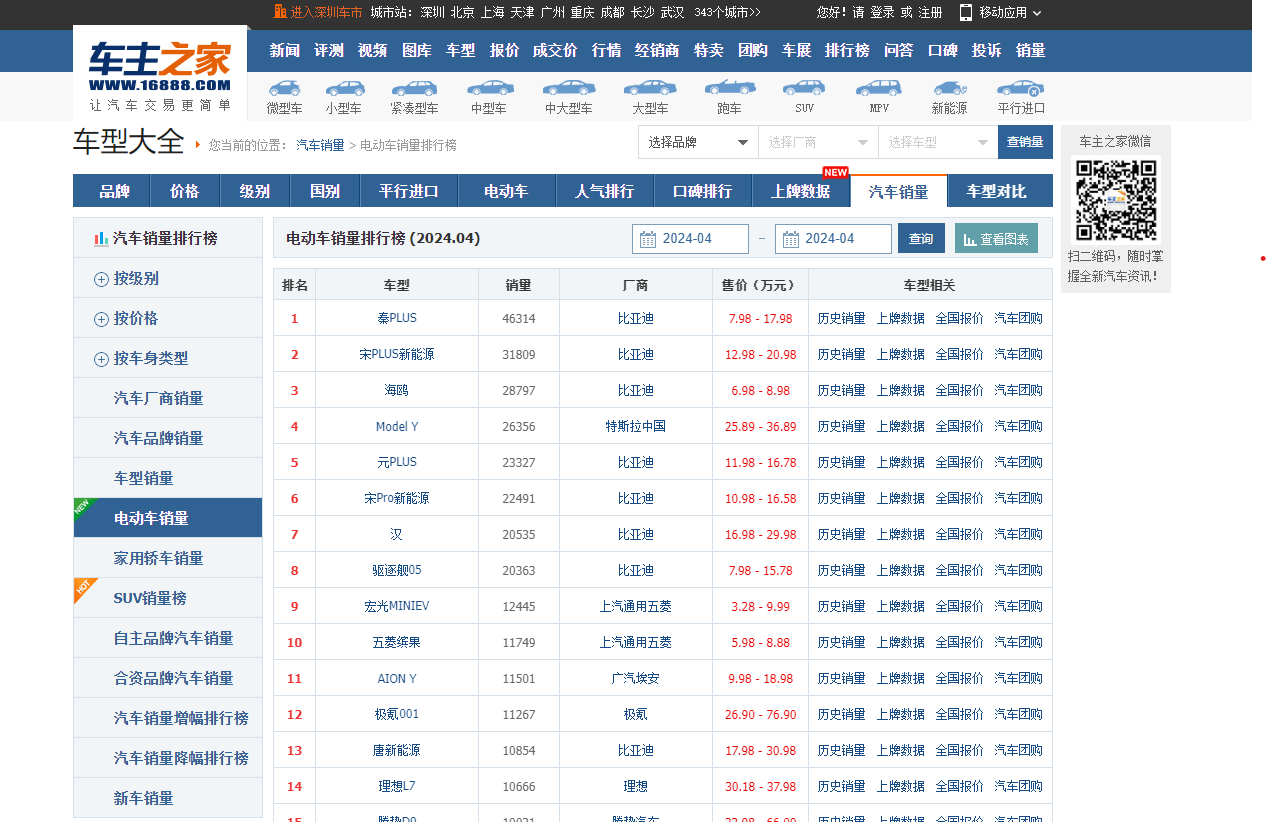 进入深圳车市 城市站： 深圳 北京 上海 天津 广州 重庆 成都 长沙 武汉 343个城市>> 您好！请 登录 或 注册 移动应用
车主之家
WWW.16888.COM
让汽车交易更简单
新闻 评测 视频 图库 车型 报价 成交价 行情 经销商 特卖 团购 车展 排行榜 问答 口碑 投诉 销量
微型车 小型车 紧凑型车 中型车 中大型车 大型车 跑车 SUV MPV 新能源 平行进口
车型大全 您当前的位置： 汽车销量 > 电动车销量排行榜
选择品牌 选择厂商 选择车型 查销量
品牌 价格 级别 国别 平行进口 电动车 人气排行 口碑排行 上牌数据 NEW 汽车销量 车型对比
车主之家微信
扫二维码，随时掌
握全新汽车资讯！
汽车销量排行榜
按级别
按价格
按车身类型
汽车厂商销量
汽车品牌销量
车型销量
NEW 电动车销量
家用轿车销量
HOT SUV销量榜
自主品牌汽车销量
合资品牌汽车销量
汽车销量增幅排行榜
汽车销量降幅排行榜
新车销量
电动车销量排行榜 (2024.04) 2024-04 – 2024-04 查询 查看图表
排名 车型 销量 厂商 售价（万元） 车型相关
1 秦PLUS 46314 比亚迪 7.98 - 17.98 历史销量 上牌数据 全国报价 汽车团购
2 宋PLUS新能源 31809 比亚迪 12.98 - 20.98 历史销量 上牌数据 全国报价 汽车团购
3 海鸥 28797 比亚迪 6.98 - 8.98 历史销量 上牌数据 全国报价 汽车团购
4 Model Y 26356 特斯拉中国 25.89 - 36.89 历史销量 上牌数据 全国报价 汽车团购
5 元PLUS 23327 比亚迪 11.98 - 16.78 历史销量 上牌数据 全国报价 汽车团购
6 宋Pro新能源 22491 比亚迪 10.98 - 16.58 历史销量 上牌数据 全国报价 汽车团购
7 汉 20535 比亚迪 16.98 - 29.98 历史销量 上牌数据 全国报价 汽车团购
8 驱逐舰05 20363 比亚迪 7.98 - 15.78 历史销量 上牌数据 全国报价 汽车团购
9 宏光MINIEV 12445 上汽通用五菱 3.28 - 9.99 历史销量 上牌数据 全国报价 汽车团购
10 五菱缤果 11749 上汽通用五菱 5.98 - 8.88 历史销量 上牌数据 全国报价 汽车团购
11 AION Y 11501 广汽埃安 9.98 - 18.98 历史销量 上牌数据 全国报价 汽车团购
12 极氪001 11267 极氪 26.90 - 76.90 历史销量 上牌数据 全国报价 汽车团购
13 唐新能源 10854 比亚迪 17.98 - 30.98 历史销量 上牌数据 全国报价 汽车团购
14 理想L7 10666 理想 30.18 - 37.98 历史销量 上牌数据 全国报价 汽车团购
15 腾势D9 腾势汽车 历史销量 上牌数据 全国报价 汽车团购